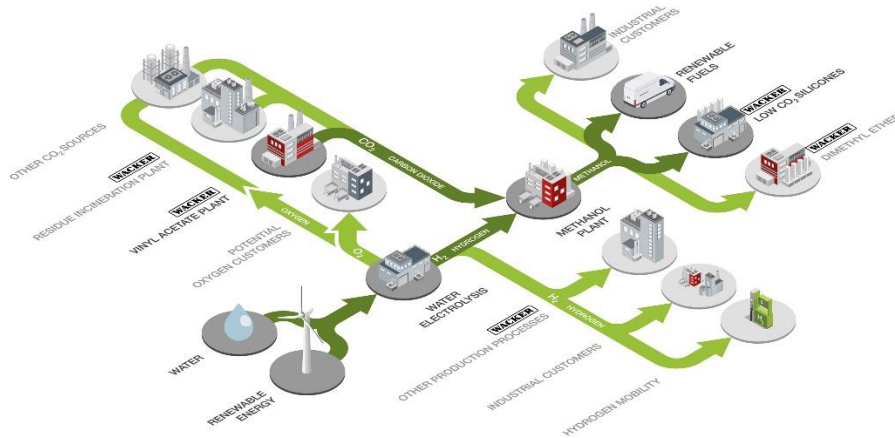 INDUSTRIAL
CUSTOMERS
RENEWABLE
FUELS
WACKER
LOW CO2 SILICONES
WACKER
DIMETHYL ETHER
OTHER CO2 SOURCES
WACKER
RESIDUE INCINERATION PLANT
WACKER
VINYL ACETATE PLANT
POTENTIAL
OXYGEN CUSTOMERS
CO2
CARBON DIOXIDE
METHANOL
METHANOL
PLANT
OXYGEN
O2
H2 HYDROGEN
WATER
ELECTROLYSIS
WATER
RENEWABLE
ENERGY
H2 HYDROGEN
WACKER
OTHER PRODUCTION PROCESSES
INDUSTRIAL CUSTOMERS
HYDROGEN MOBILITY
H2